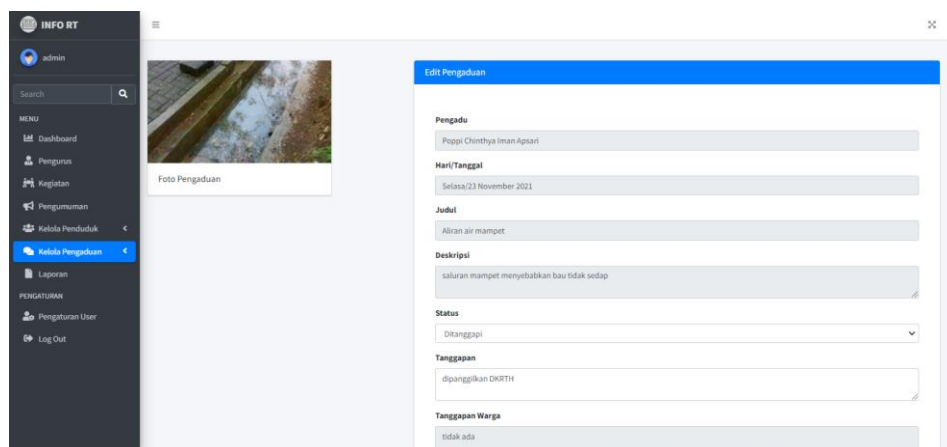 INFO RT
admin
Search
MENU
Dashboard
Pengurus
Kegiatan
Pengumuman
Kelola Penduduk
Kelola Pengaduan
Laporan
PENGATURAN
Pengaturan User
Log Out
Foto Pengaduan
Edit Pengaduan
Pengadu
Poppi Chinthya Iman Apsari
Hari/Tanggal
Selasa/23 November 2021
Judul
Aliran air mampet
Deskripsi
saluran mampet menyebabkan bau tidak sedap
Status
Ditanggapi
Tanggapan
dipanggilkan DKRTH
Tanggapan Warga
tidak ada